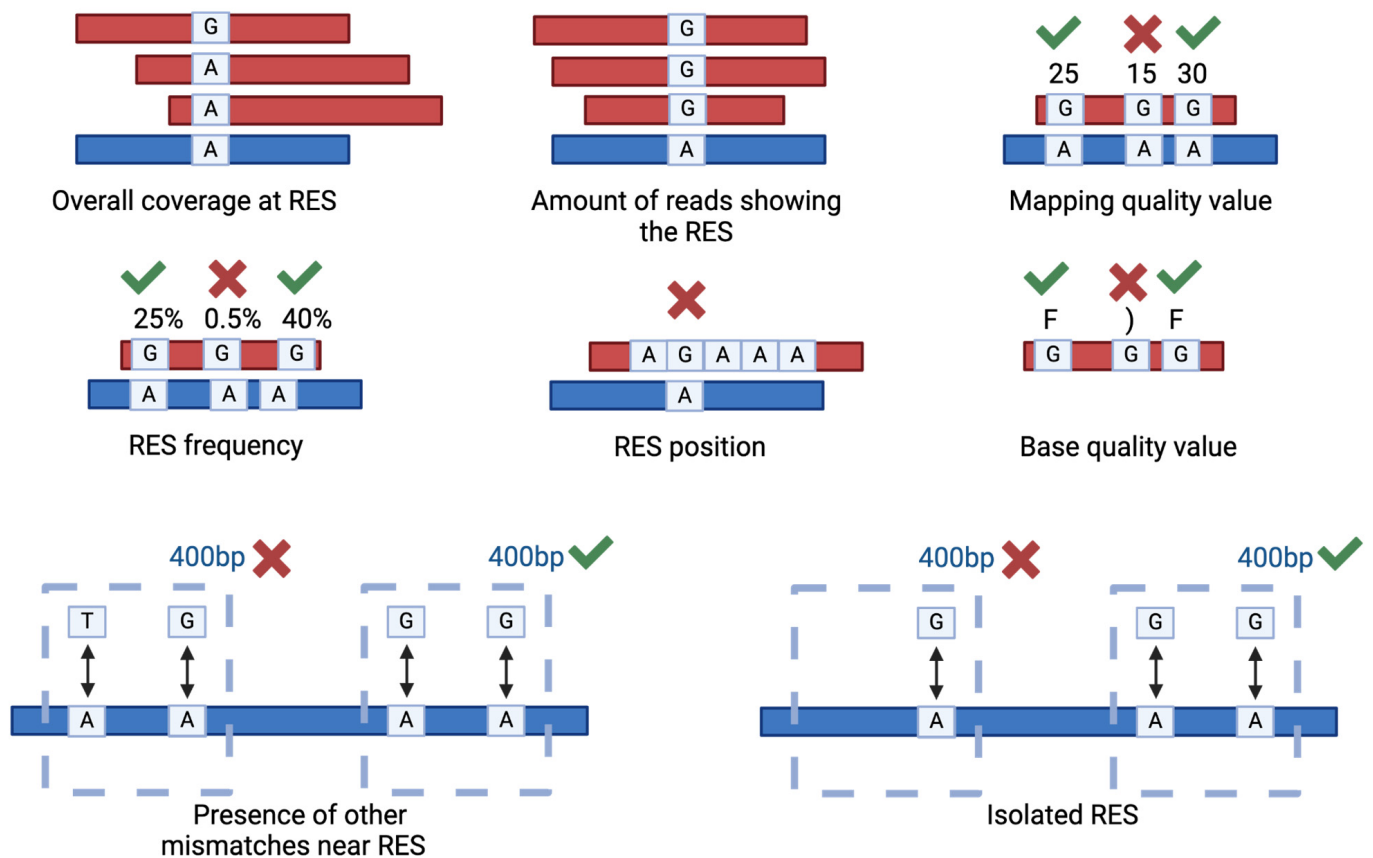 G
A
A
A
Overall coverage at RES
G
G
G
A
Amount of reads showing
the RES
25 15 30
G G G
A A A
Mapping quality value
25% 0.5% 40%
G G G
A A A
RES frequency
A G A A A
A
RES position
F ) F
G G G
Base quality value
400bp 400bp
T G G G
A A A A
Presence of other
mismatches near RES
400bp 400bp
G G G
A A A
Isolated RES